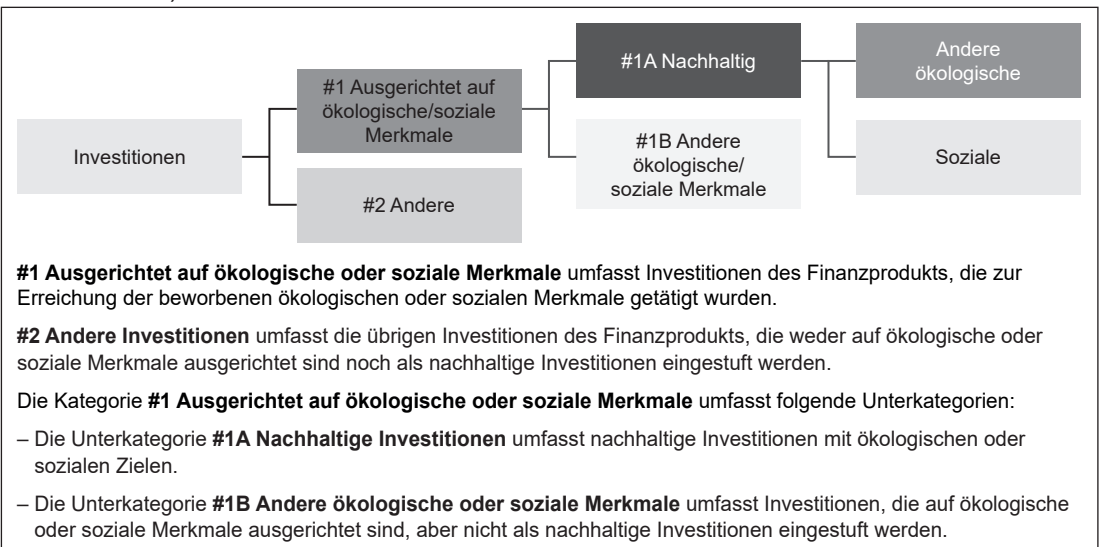 Investitionen
#1 Ausgerichtet auf
ökologische/soziale
Merkmale
#2 Andere
#1A Nachhaltig
#1B Andere
ökologische/
soziale Merkmale
Andere
ökologische
Soziale
#1 Ausgerichtet auf ökologische oder soziale Merkmale umfasst Investitionen des Finanzprodukts, die zur
Erreichung der beworbenen ökologischen oder sozialen Merkmale getätigt wurden.
#2 Andere Investitionen umfasst die übrigen Investitionen des Finanzprodukts, die weder auf ökologische oder
soziale Merkmale ausgerichtet sind noch als nachhaltige Investitionen eingestuft werden.
Die Kategorie #1 Ausgerichtet auf ökologische oder soziale Merkmale umfasst folgende Unterkategorien:
– Die Unterkategorie #1A Nachhaltige Investitionen umfasst nachhaltige Investitionen mit ökologischen oder
sozialen Zielen.
– Die Unterkategorie #1B Andere ökologische oder soziale Merkmale umfasst Investitionen, die auf ökologische
oder soziale Merkmale ausgerichtet sind, aber nicht als nachhaltige Investitionen eingestuft werden.